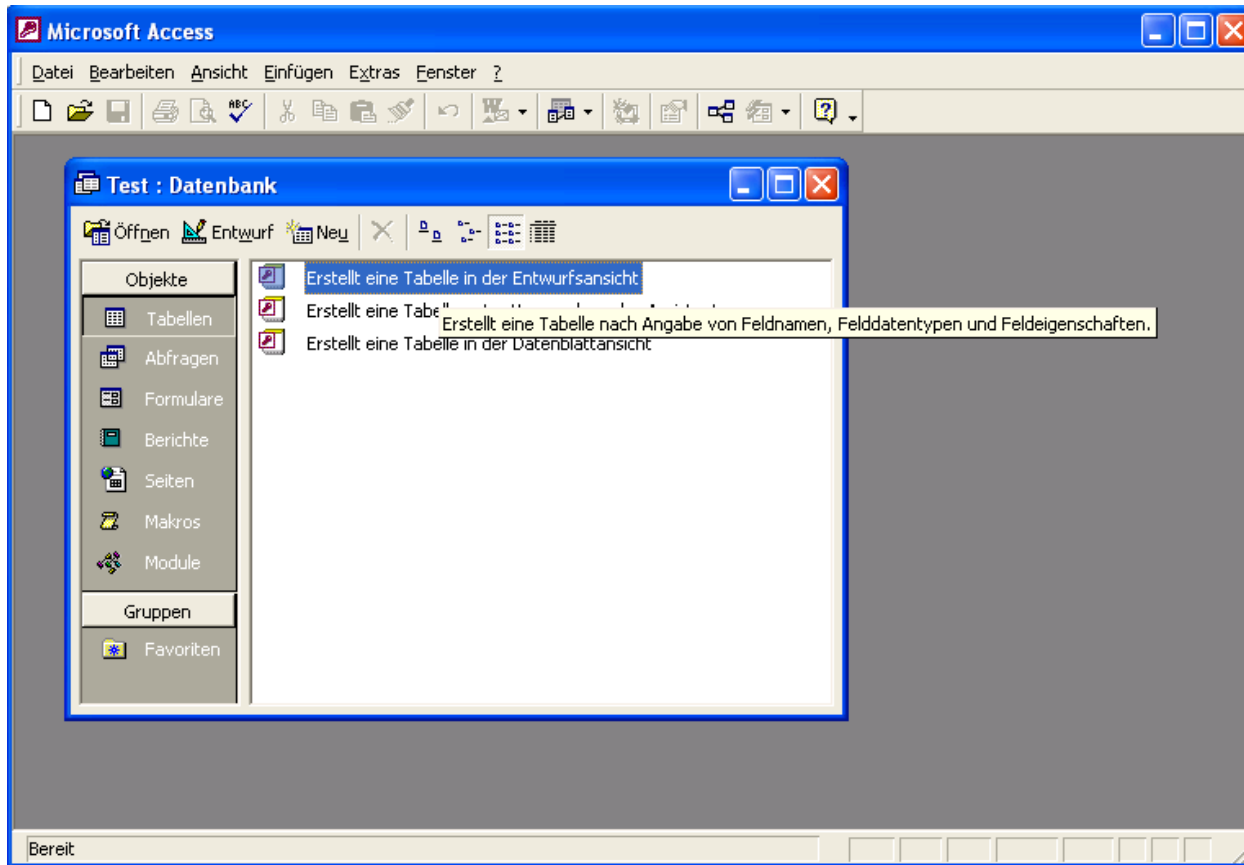 Microsoft Access
Datei Bearbeiten Ansicht Einfügen Extras Fenster ?
ABC
Test : Datenbank
Öffnen Entwurf Neu
Objekte
Tabellen
Abfragen
Formulare
Berichte
Seiten
Makros
Module
Gruppen
Favoriten
Erstellt eine Tabelle in der Entwurfsansicht
Erstellt eine
Erstellt eine Tabelle nach Angabe von Feldnamen, Felddatentypen und Feldeigenschaften.
Erstellt eine Tabelle in der Datenblattansicht
Bereit